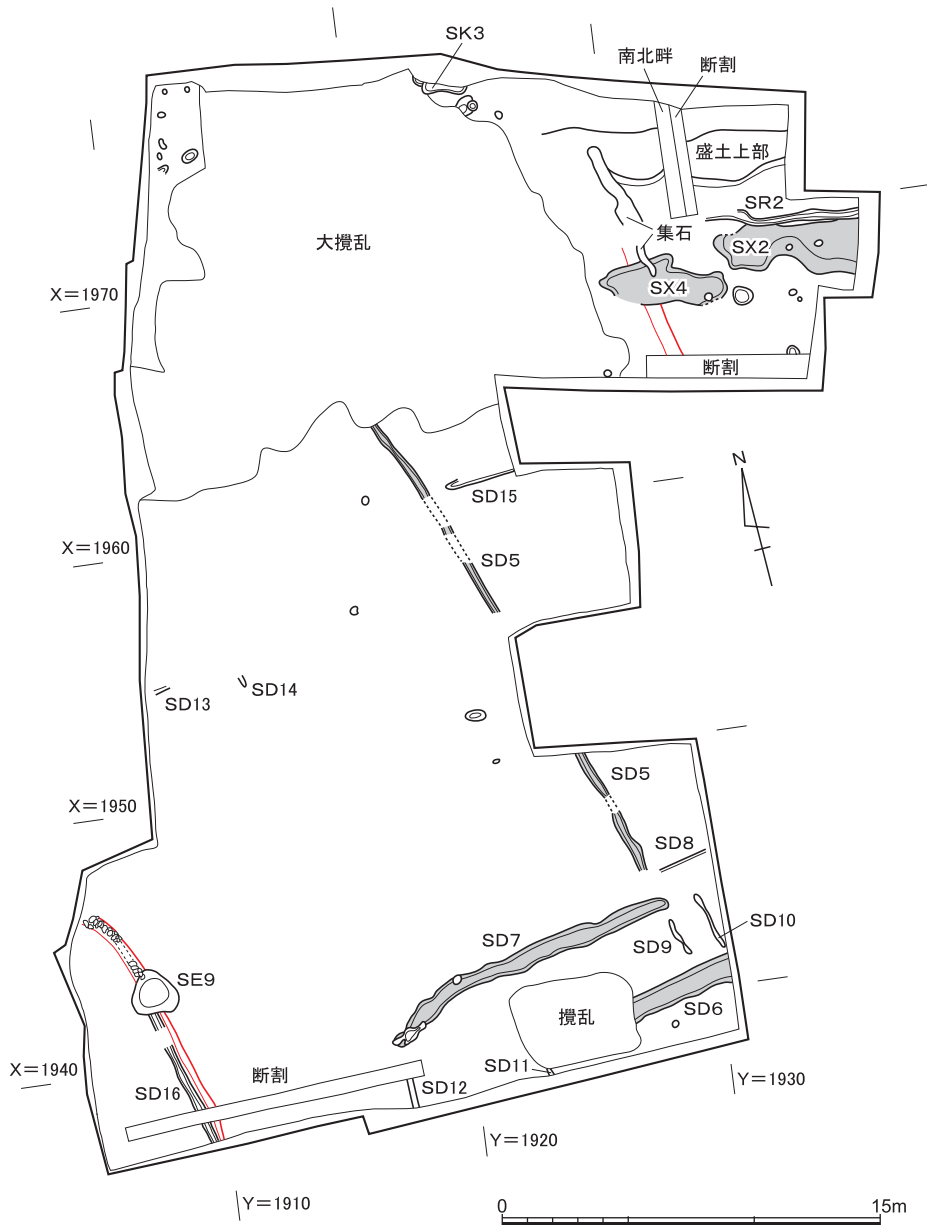 SK3
南北畔
断割
盛土上部
SR2
大攪乱
集石
SX2
SX4
X=1970
断割
N
SD15
SD5
X=1960
SD13
SD14
SD5
X=1950
SD8
SD10
SD7
SD9
SE9
攪乱
SD6
X=1940
断割
SD11
SD12
SD16
Y=1930
Y=1920
Y=1910
0
15m